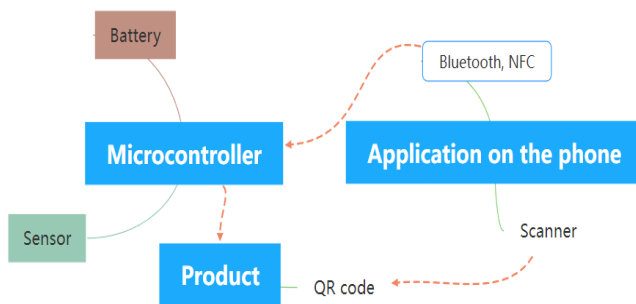 Battery
Bluetooth, NFC
Microcontroller
Application on the phone
Sensor
Scanner
Product
QR code